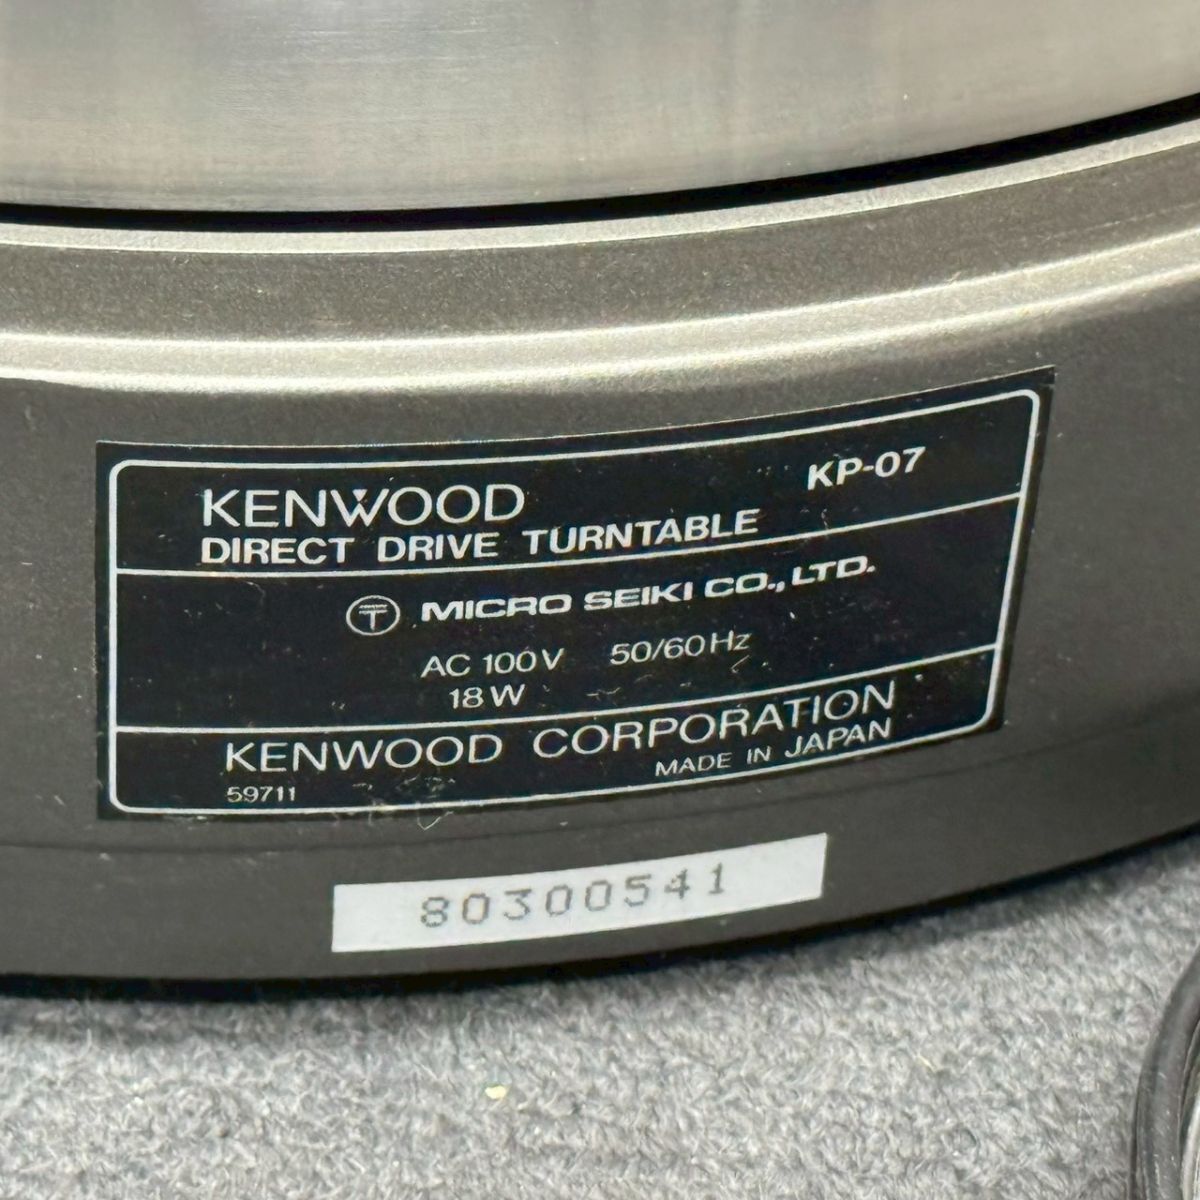 KENWOOD KP-07
DIRECT DRIVE TURNTABLE
〒 MICRO SEIKI CO., LTD.
AC 100V 50/60Hz
18W
KENWOOD CORPORATION
59711 MADE IN JAPAN
80300541